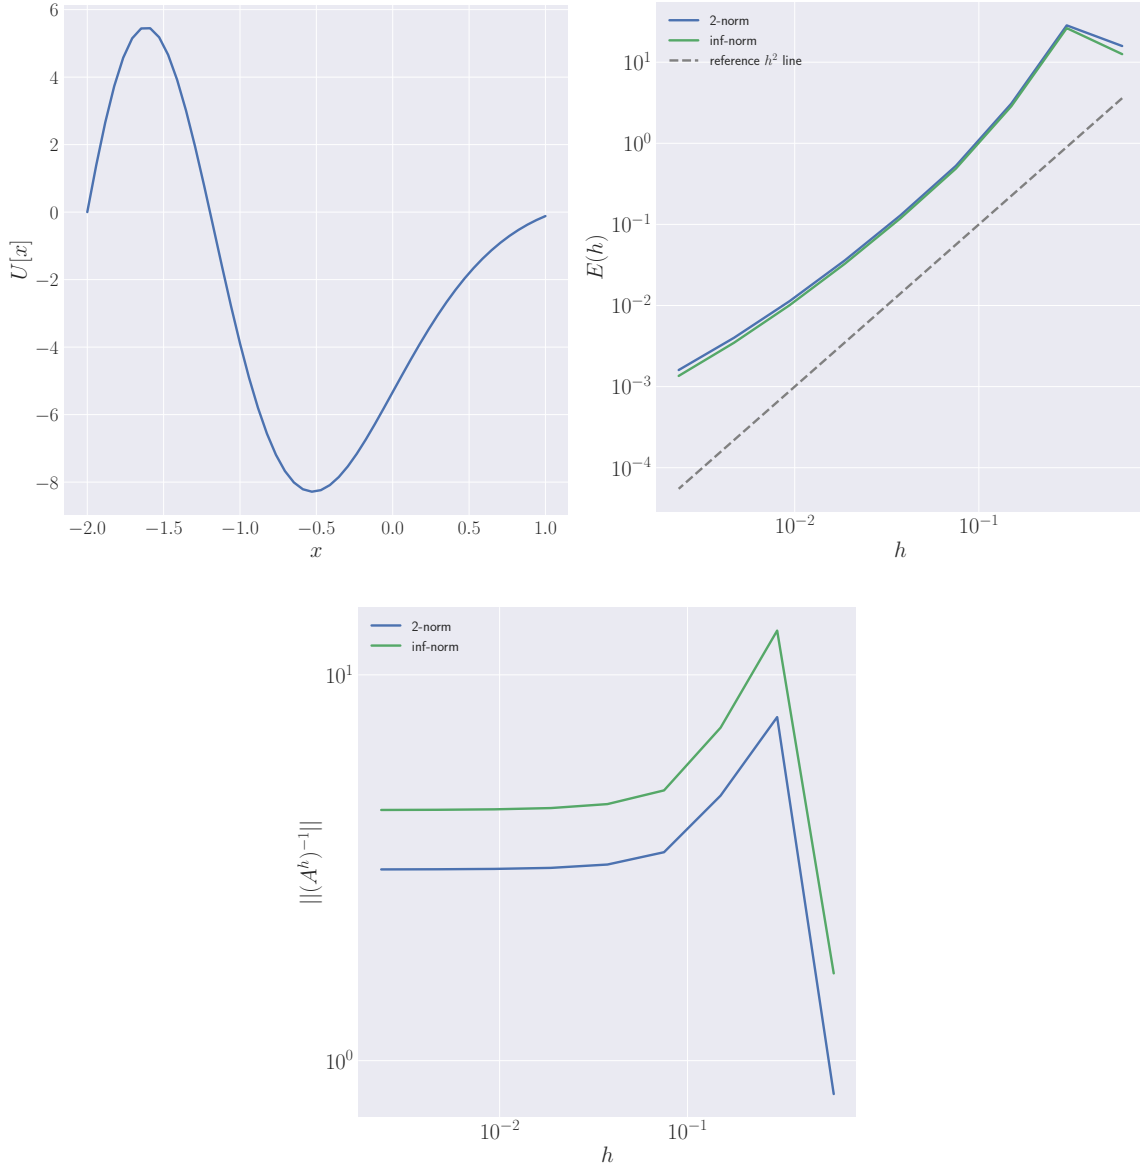 6
4
2
0
−2
−4
−6
−8
U[x]
−2.0
−1.5
−1.0
−0.5
0.0
0.5
1.0
x
2-norm
inf-norm
reference h² line
10¹
10⁰
10⁻¹
10⁻²
10⁻³
10⁻⁴
E(h)
10⁻²
10⁻¹
h
2-norm
inf-norm
10¹
10⁰
||(Aʰ)⁻¹||
10⁻²
10⁻¹
h